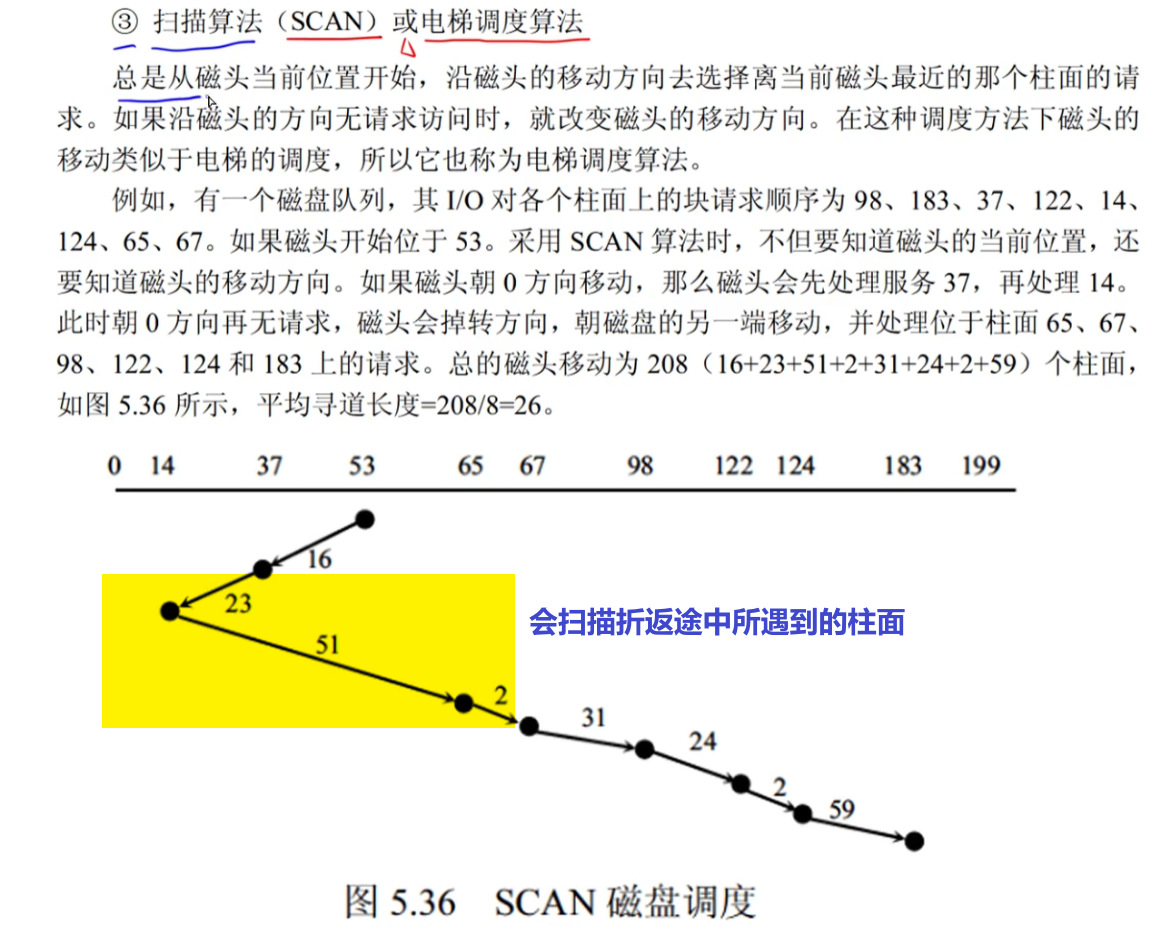 ③ 扫描算法（SCAN）或电梯调度算法
总是从磁头当前位置开始，沿磁头的移动方向去选择离当前磁头最近的那个柱面的请
求。如果沿磁头的方向无请求访问时，就改变磁头的移动方向。在这种调度方法下磁头的
移动类似于电梯的调度，所以它也称为电梯调度算法。
例如，有一个磁盘队列，其 I/O 对各个柱面上的块请求顺序为 98、183、37、122、14、
124、65、67。如果磁头开始位于 53。采用 SCAN 算法时，不但要知道磁头的当前位置，还
要知道磁头的移动方向。如果磁头朝 0 方向移动，那么磁头会先处理服务 37，再处理 14。
此时朝 0 方向再无请求，磁头会掉转方向，朝磁盘的另一端移动，并处理位于柱面 65、67、
98、122、124 和 183 上的请求。总的磁头移动为 208（16+23+51+2+31+24+2+59）个柱面，
如图 5.36 所示，平均寻道长度=208/8=26。
0 14 37 53 65 67 98 122 124 183 199
16
23
会扫描折返途中所遇到的柱面
51
2
31
24
2
59
图 5.36 SCAN 磁盘调度